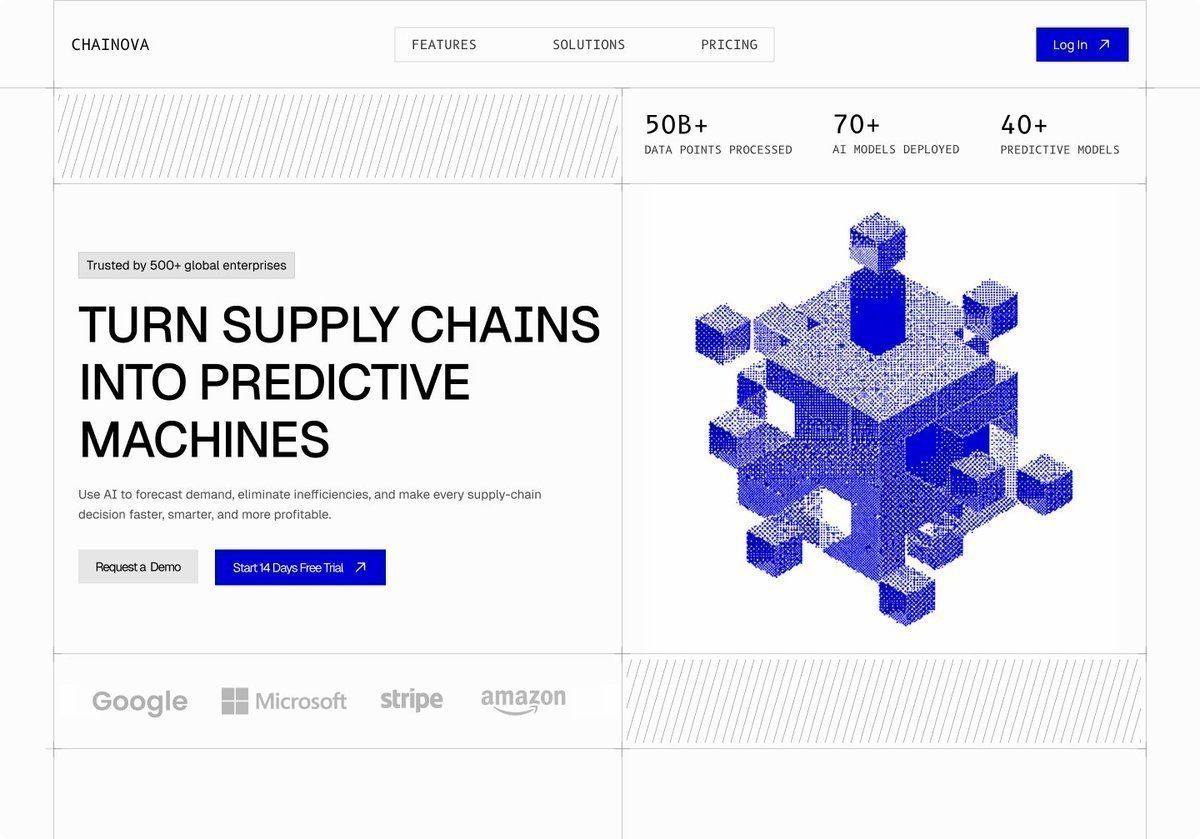 CHAINOVA
FEATURES
SOLUTIONS
PRICING
Log In
50B+
DATA POINTS PROCESSED
70+
AI MODELS DEPLOYED
40+
PREDICTIVE MODELS
Trusted by 500+ global enterprises
TURN SUPPLY CHAINS
INTO PREDICTIVE
MACHINES
Use AI to forecast demand, eliminate inefficiencies, and make every supply-chain
decision faster, smarter, and more profitable.
Request a Demo
Start 14 Days Free Trial
Google
Microsoft
stripe
amazon